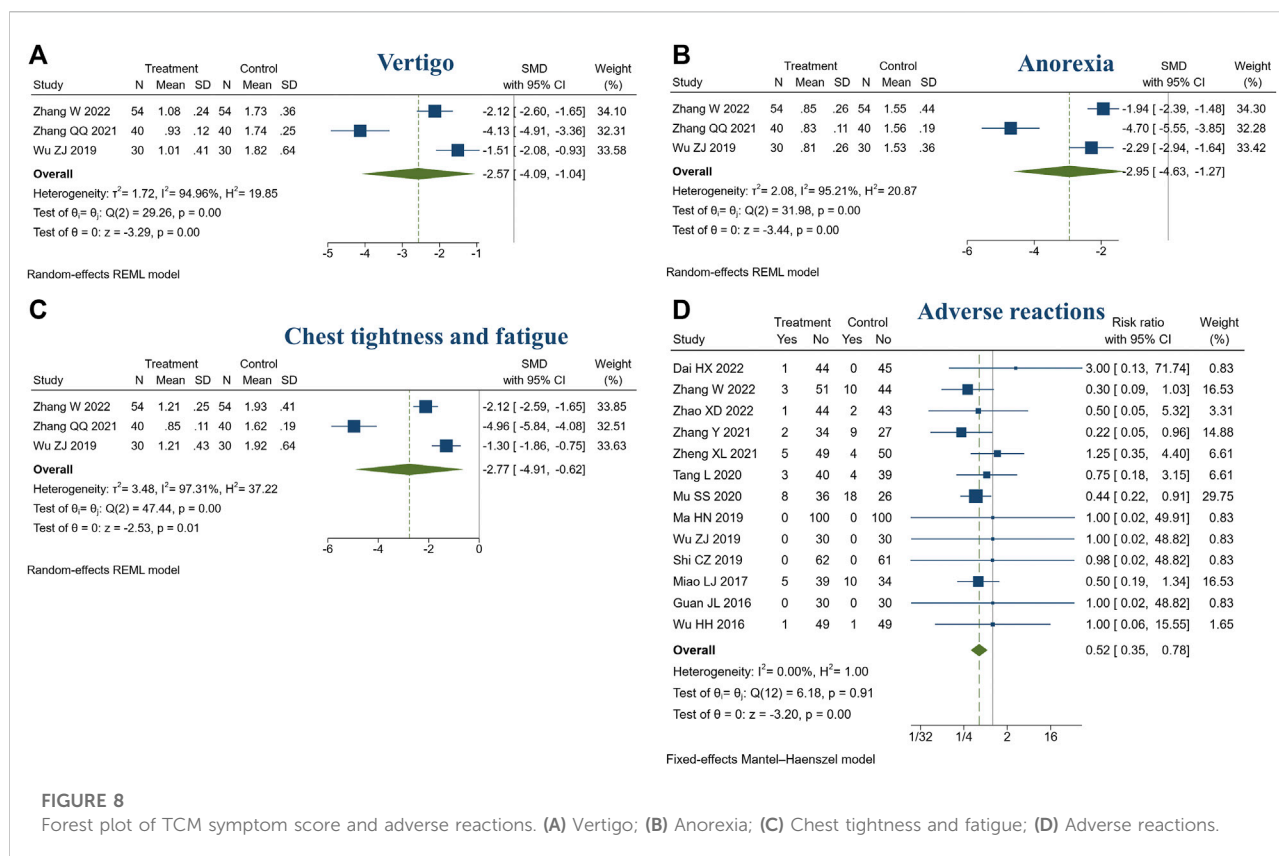 A
Vertigo
Treatment Control SMD Weight
Study N Mean SD N Mean SD with 95% CI (%)
Zhang W 2022 54 1.08 .24 54 1.73 .36 -2.12 [ -2.60, -1.65] 34.10
Zhang QQ 2021 40 .93 .12 40 1.74 .25 -4.13 [ -4.91, -3.36] 32.31
Wu ZJ 2019 30 1.01 .41 30 1.82 .64 -1.51 [ -2.08, -0.93] 33.58
Overall -2.57 [ -4.09, -1.04]
Heterogeneity: τ²= 1.72, I²= 94.96%, H²= 19.85
Test of θᵢ= θⱼ: Q(2) = 29.26, p = 0.00
Test of θ = 0: z = -3.29, p = 0.00
-5 -4 -3 -2 -1
Random-effects REML model
B
Anorexia
Treatment Control SMD Weight
Study N Mean SD N Mean SD with 95% CI (%)
Zhang W 2022 54 .85 .26 54 1.55 .44 -1.94 [ -2.39, -1.48] 34.30
Zhang QQ 2021 40 .83 .11 40 1.56 .19 -4.70 [ -5.55, -3.85] 32.28
Wu ZJ 2019 30 .81 .26 30 1.53 .36 -2.29 [ -2.94, -1.64] 33.42
Overall -2.95 [ -4.63, -1.27]
Heterogeneity: τ²= 2.08, I²= 95.21%, H²= 20.87
Test of θᵢ= θⱼ: Q(2) = 31.98, p = 0.00
Test of θ = 0: z = -3.44, p = 0.00
-6 -4 -2
Random-effects REML model
C
Chest tightness and fatigue
Treatment Control SMD Weight
Study N Mean SD N Mean SD with 95% CI (%)
Zhang W 2022 54 1.21 .25 54 1.93 .41 -2.12 [ -2.59, -1.65] 33.85
Zhang QQ 2021 40 .85 .11 40 1.62 .19 -4.96 [ -5.84, -4.08] 32.51
Wu ZJ 2019 30 1.21 .43 30 1.92 .64 -1.30 [ -1.86, -0.75] 33.63
Overall -2.77 [ -4.91, -0.62]
Heterogeneity: τ²= 3.48, I²= 97.31%, H²= 37.22
Test of θᵢ= θⱼ: Q(2) = 47.44, p = 0.00
Test of θ = 0: z = -2.53, p = 0.01
-6 -4 -2 0
Random-effects REML model
D
Adverse reactions
Treatment Control Risk ratio Weight
Study Yes No Yes No with 95% CI (%)
Dai HX 2022 1 44 0 45 3.00 [ 0.13, 71.74] 0.83
Zhang W 2022 3 51 10 44 0.30 [ 0.09, 1.03] 16.53
Zhao XD 2022 1 44 2 43 0.50 [ 0.05, 5.32] 3.31
Zhang Y 2021 2 34 9 27 0.22 [ 0.05, 0.96] 14.88
Zheng XL 2021 5 49 4 50 1.25 [ 0.35, 4.40] 6.61
Tang L 2020 3 40 4 39 0.75 [ 0.18, 3.15] 6.61
Mu SS 2020 8 36 18 26 0.44 [ 0.22, 0.91] 29.75
Ma HN 2019 0 100 0 100 1.00 [ 0.02, 49.91] 0.83
Wu ZJ 2019 0 30 0 30 1.00 [ 0.02, 48.82] 0.83
Shi CZ 2019 0 62 0 61 0.98 [ 0.02, 48.82] 0.83
Miao LJ 2017 5 39 10 34 0.50 [ 0.19, 1.34] 16.53
Guan JL 2016 0 30 0 30 1.00 [ 0.02, 48.82] 0.83
Wu HH 2016 1 49 1 49 1.00 [ 0.06, 15.55] 1.65
Overall 0.52 [ 0.35, 0.78]
Heterogeneity: I²= 0.00%, H²= 1.00
Test of θᵢ= θⱼ: Q(12) = 6.18, p = 0.91
Test of θ = 0: z = -3.20, p = 0.00
1/32 1/4 2 16
Fixed-effects Mantel–Haenszel model
FIGURE 8
Forest plot of TCM symptom score and adverse reactions. (A) Vertigo; (B) Anorexia; (C) Chest tightness and fatigue; (D) Adverse reactions.